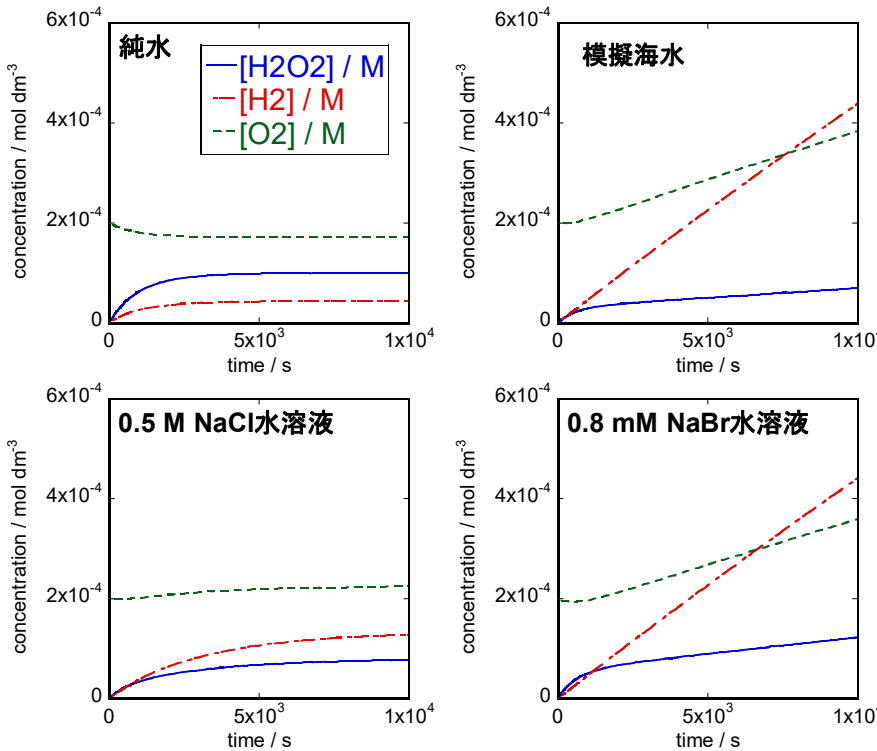 純水
[H2O2] / M
[H2] / M
[O2] / M
6x10-4
4x10-4
2x10-4
0
0
5x10³
1x10⁴
time / s
concentration / mol dm-3
模擬海水
6x10-4
4x10-4
2x10-4
0
0
5x10³
1x10
time / s
concentration / mol dm-3
0.5 M NaCl水溶液
6x10-4
4x10-4
2x10-4
0
0
5x10³
1x10⁴
time / s
concentration / mol dm-3
0.8 mM NaBr水溶液
6x10-4
4x10-4
2x10-4
0
0
5x10³
1x10
time / s
concentration / mol dm-3